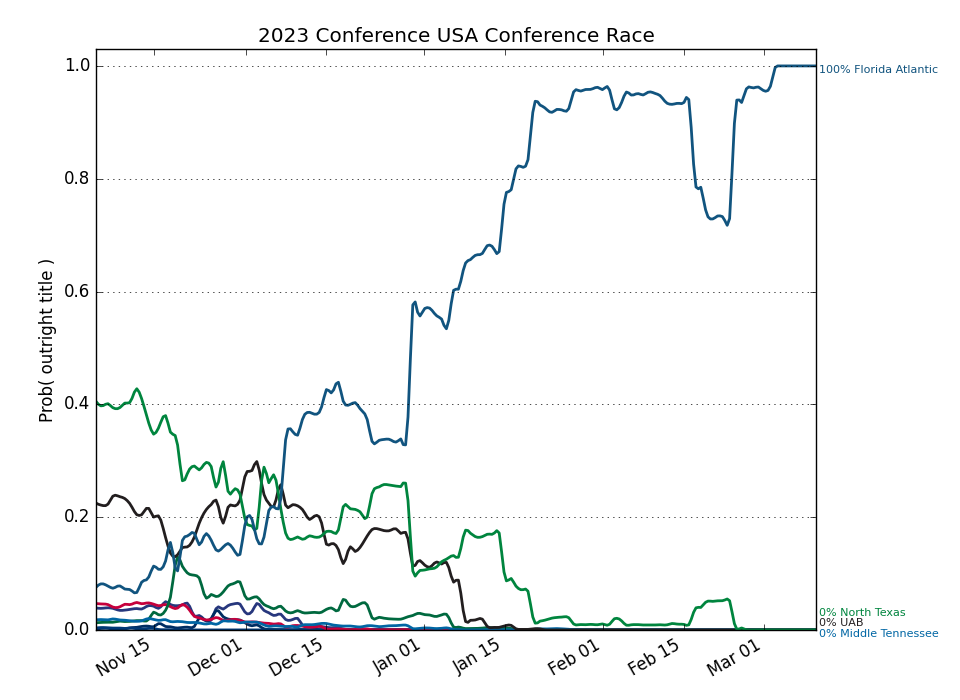 2023 Conference USA Conference Race
Prob( outright title )
1.0
0.8
0.6
0.4
0.2
0.0
Nov 15
Dec 01
Dec 15
Jan 01
Jan 15
Feb 01
Feb 15
Mar 01
100% Florida Atlantic
0% North Texas
0% UAB
0% Middle Tennessee